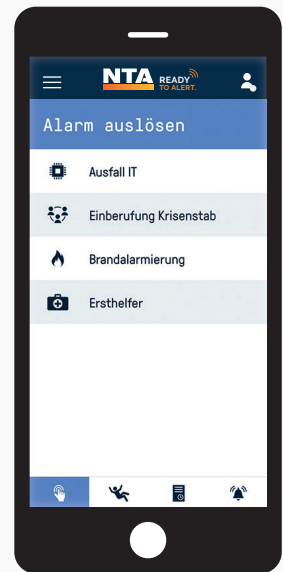 NTA READY
TO ALERT.
Alarm auslösen
Ausfall IT
Einberufung Krisenstab
Brandalarmierung
Ersthelfer